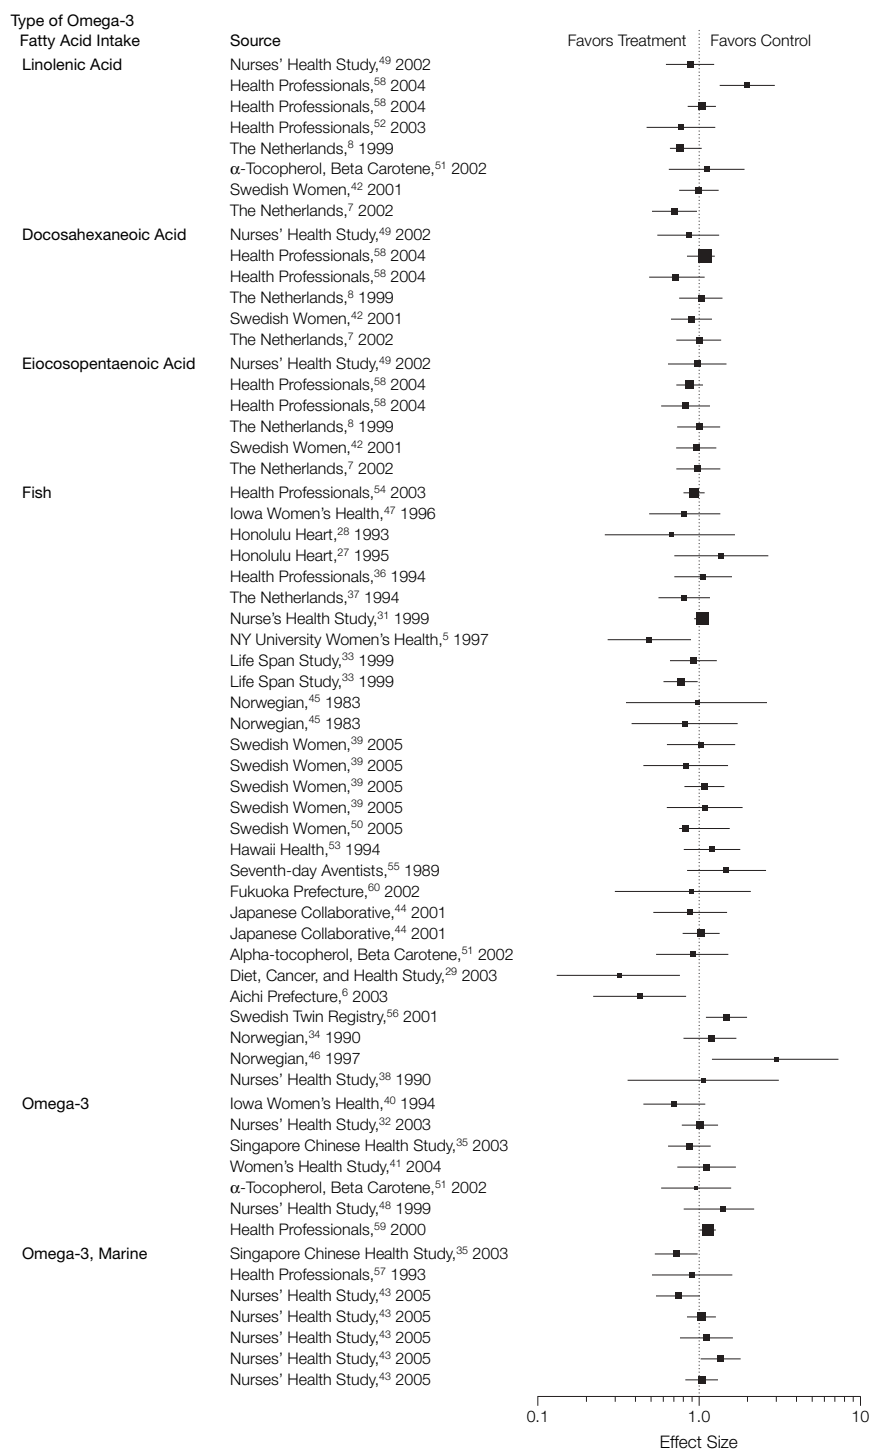 Type of Omega-3
Fatty Acid Intake Source Favors Treatment Favors Control
Linolenic Acid Nurses' Health Study,49 2002
Health Professionals,58 2004
Health Professionals,58 2004
Health Professionals,52 2003
The Netherlands,8 1999
α-Tocopherol, Beta Carotene,51 2002
Swedish Women,42 2001
The Netherlands,7 2002
Docosahexaneoic Acid Nurses' Health Study,49 2002
Health Professionals,58 2004
Health Professionals,58 2004
The Netherlands,8 1999
Swedish Women,42 2001
The Netherlands,7 2002
Eiocosopentaenoic Acid Nurses' Health Study,49 2002
Health Professionals,58 2004
Health Professionals,58 2004
The Netherlands,8 1999
Swedish Women,42 2001
The Netherlands,7 2002
Fish Health Professionals,54 2003
Iowa Women's Health,47 1996
Honolulu Heart,28 1993
Honolulu Heart,27 1995
Health Professionals,36 1994
The Netherlands,37 1994
Nurse's Health Study,31 1999
NY University Women's Health,5 1997
Life Span Study,33 1999
Life Span Study,33 1999
Norwegian,45 1983
Norwegian,45 1983
Swedish Women,39 2005
Swedish Women,39 2005
Swedish Women,39 2005
Swedish Women,39 2005
Swedish Women,50 2005
Hawaii Health,53 1994
Seventh-day Aventists,55 1989
Fukuoka Prefecture,60 2002
Japanese Collaborative,44 2001
Japanese Collaborative,44 2001
Alpha-tocopherol, Beta Carotene,51 2002
Diet, Cancer, and Health Study,29 2003
Aichi Prefecture,6 2003
Swedish Twin Registry,56 2001
Norwegian,34 1990
Norwegian,46 1997
Nurses' Health Study,38 1990
Omega-3 Iowa Women's Health,40 1994
Nurses' Health Study,32 2003
Singapore Chinese Health Study,35 2003
Women's Health Study,41 2004
α-Tocopherol, Beta Carotene,51 2002
Nurses' Health Study,48 1999
Health Professionals,59 2000
Omega-3, Marine Singapore Chinese Health Study,35 2003
Health Professionals,57 1993
Nurses' Health Study,43 2005
Nurses' Health Study,43 2005
Nurses' Health Study,43 2005
Nurses' Health Study,43 2005
Nurses' Health Study,43 2005
0.1 1.0 10
Effect Size